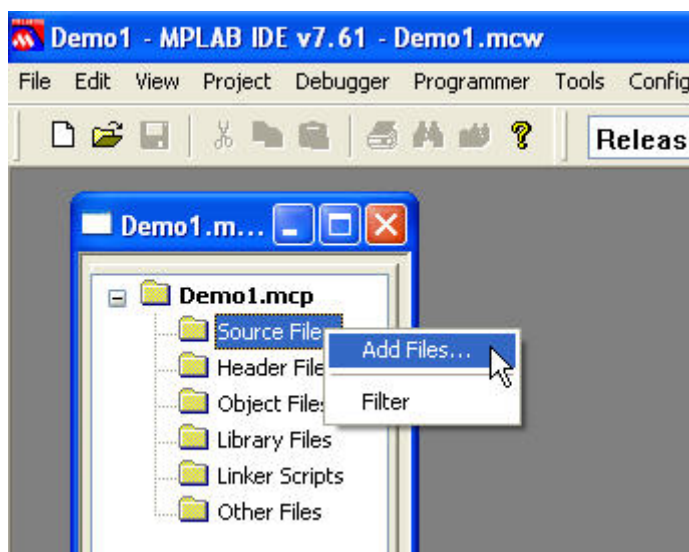 Demo1 - MPLAB IDE v7.61 - Demo1.mcw
File Edit View Project Debugger Programmer Tools Config
Releas
Demo1.m...
Demo1.mcp
Source File
Add Files...
Header File
Object Files
Filter
Library Files
Linker Scripts
Other Files